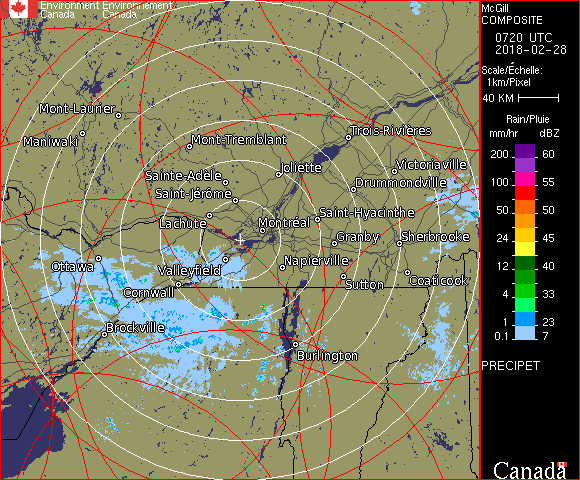 Environment Environnement
Canada Canada
McGill
COMPOSITE
0720 UTC
2018-02-28
Scale/Échelle:
1km/Pixel
40 KM
Rain/Pluie
mm/hr dBZ
200 60
55
100 55
50 50
24 45
12 40
4 33
1 23
0.1 7
PRECIPET
Canada
Mont-Laurier
Maniwaki
Mont-Tremblant
Trois-Rivières
Sainte-Adèle
Joliette
Victoriaville
Saint-Jérôme
Drummondville
Lachute
Montréal
Saint-Hyacinthe
Granby
Sherbrooke
Ottawa
Valleyfield
Napierville
Cornwall
Sutton
Coaticook
Brockville
Burlington